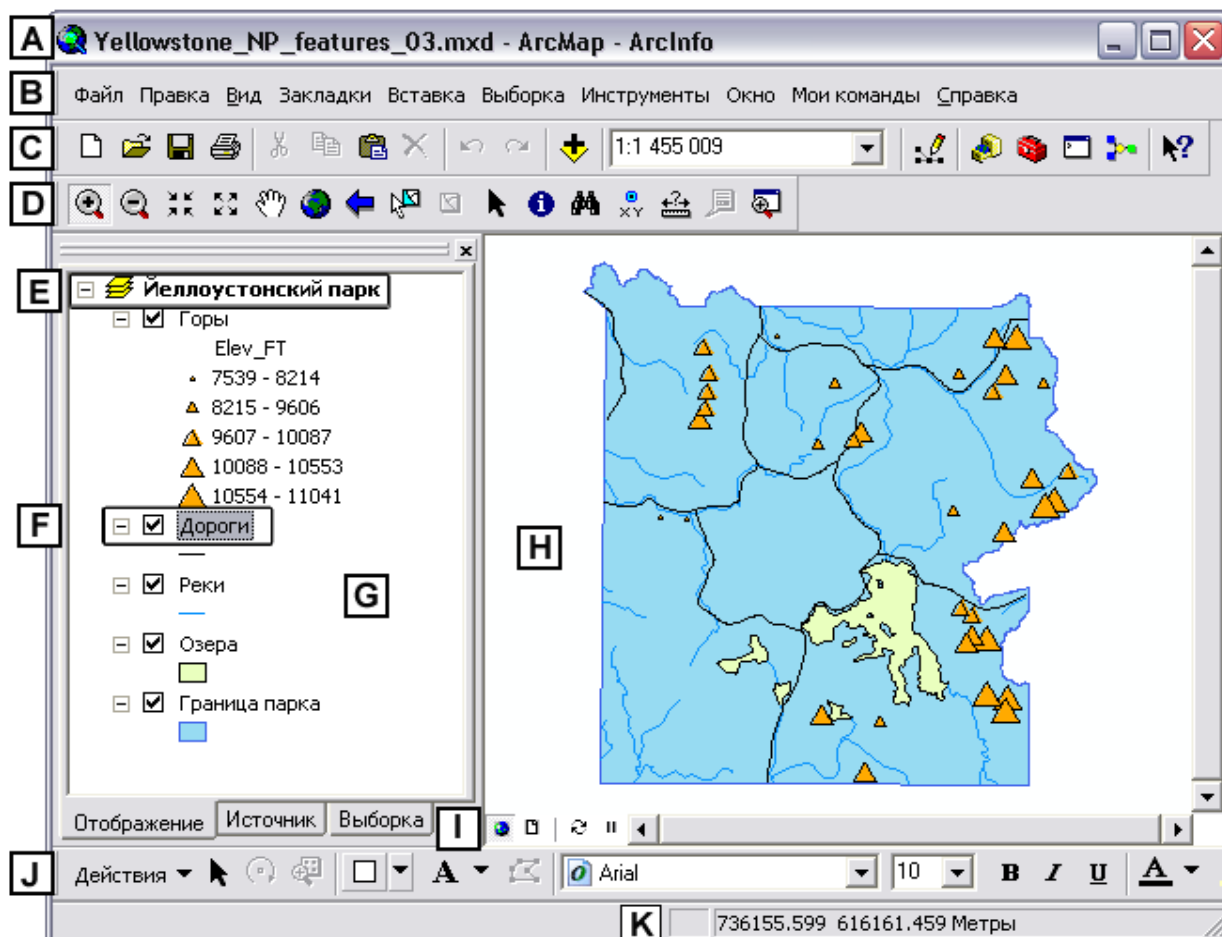 A Yellowstone_NP_features_03.mxd - ArcMap - ArcInfo
B Файл Правка Вид Закладки Вставка Выборка Инструменты Окно Мои команды Справка
C 1:1 455 009
D XY
E Йеллоустонский парк
Горы
Elev_FT
7539 - 8214
8215 - 9606
9607 - 10087
10088 - 10553
10554 - 11041
F Дороги
Реки
G
H
Озера
Граница парка
Отображение Источник Выборка I
J Действия A Arial 10 B I U A
K 736155.599 616161.459 Метры